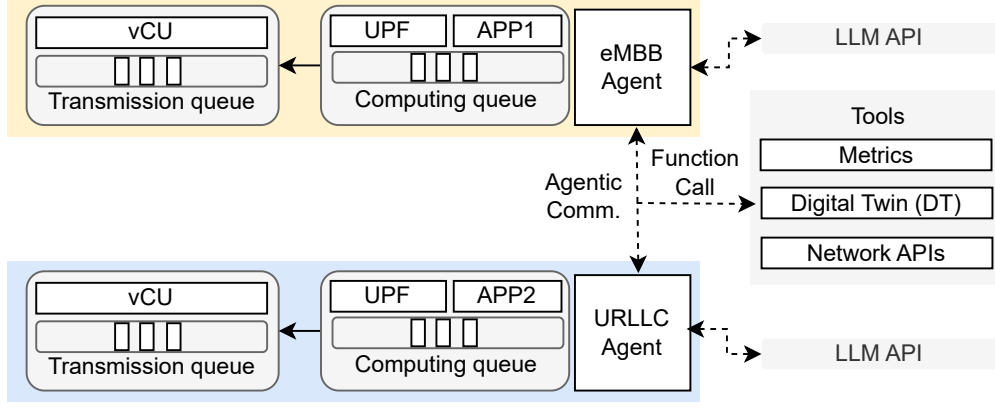 vCU
Transmission queue
UPF
APP1
Computing queue
eMBB
Agent
LLM API
Tools
Metrics
Digital Twin (DT)
Network APIs
Function
Call
Agentic
Comm.
vCU
Transmission queue
UPF
APP2
Computing queue
URLLC
Agent
LLM API